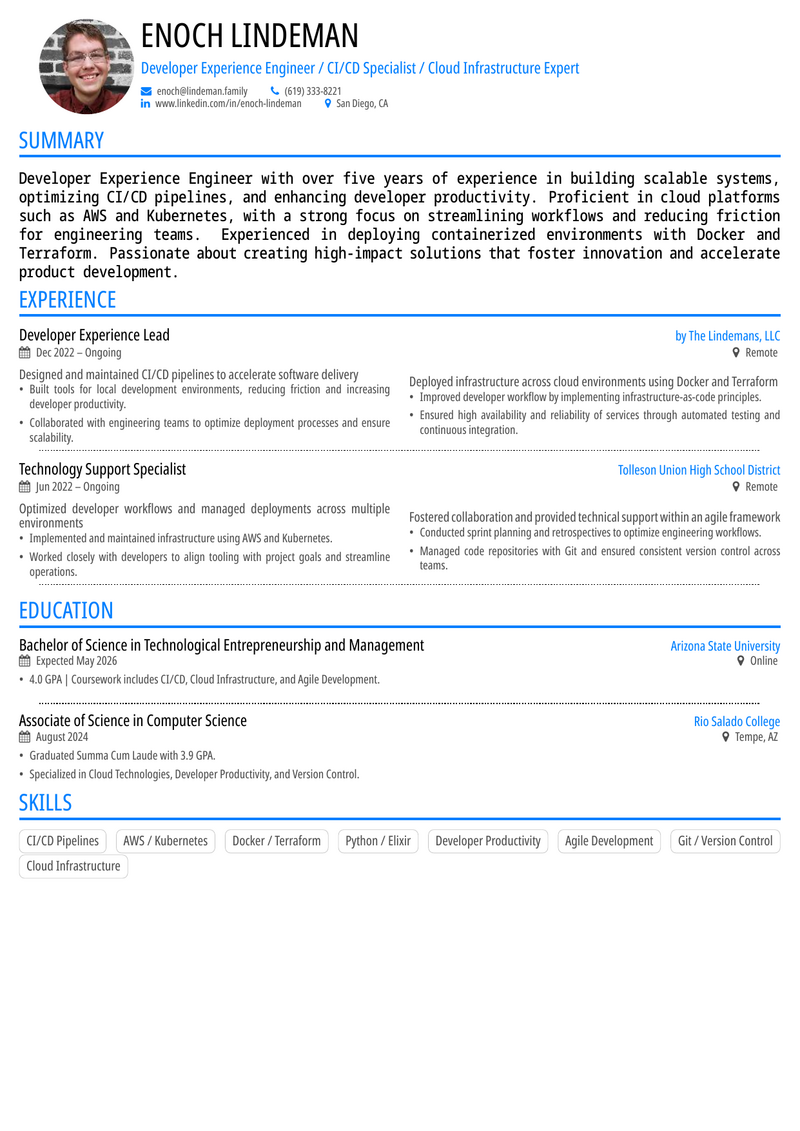 ENOCH LINDEMAN
Developer Experience Engineer / CI/CD Specialist / Cloud Infrastructure Expert
enoch@lindeman.family (619) 333-8221
www.linkedin.com/in/enoch-lindeman San Diego, CA
SUMMARY
Developer Experience Engineer with over five years of experience in building scalable systems,
optimizing CI/CD pipelines, and enhancing developer productivity. Proficient in cloud platforms
such as AWS and Kubernetes, with a strong focus on streamlining workflows and reducing friction
for engineering teams. Experienced in deploying containerized environments with Docker and
Terraform. Passionate about creating high-impact solutions that foster innovation and accelerate
product development.
EXPERIENCE
Developer Experience Lead by The Lindemans, LLC
Dec 2022 – Ongoing Remote
Designed and maintained CI/CD pipelines to accelerate software delivery
• Built tools for local development environments, reducing friction and increasing
developer productivity.
• Collaborated with engineering teams to optimize deployment processes and ensure
scalability.
Deployed infrastructure across cloud environments using Docker and Terraform
• Improved developer workflow by implementing infrastructure-as-code principles.
• Ensured high availability and reliability of services through automated testing and
continuous integration.
Technology Support Specialist Tolleson Union High School District
Jun 2022 – Ongoing Remote
Optimized developer workflows and managed deployments across multiple
environments
• Implemented and maintained infrastructure using AWS and Kubernetes.
• Worked closely with developers to align tooling with project goals and streamline
operations.
Fostered collaboration and provided technical support within an agile framework
• Conducted sprint planning and retrospectives to optimize engineering workflows.
• Managed code repositories with Git and ensured consistent version control across
teams.
EDUCATION
Bachelor of Science in Technological Entrepreneurship and Management Arizona State University
Expected May 2026 Online
• 4.0 GPA | Coursework includes CI/CD, Cloud Infrastructure, and Agile Development.
Associate of Science in Computer Science Rio Salado College
August 2024 Tempe, AZ
• Graduated Summa Cum Laude with 3.9 GPA.
• Specialized in Cloud Technologies, Developer Productivity, and Version Control.
SKILLS
CI/CD Pipelines AWS / Kubernetes Docker / Terraform Python / Elixir Developer Productivity Agile Development Git / Version Control
Cloud Infrastructure